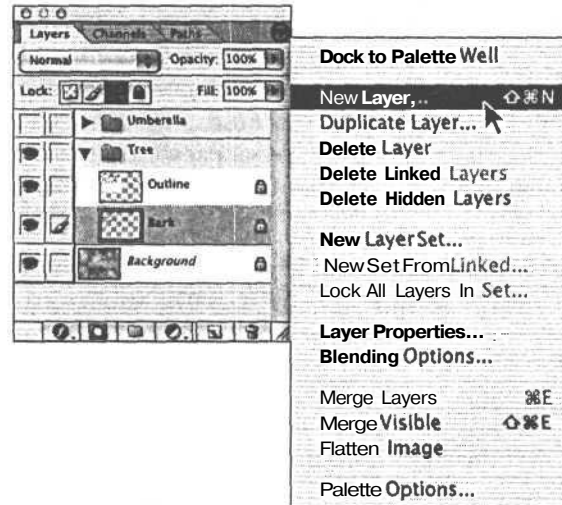 Layers Channels Paths
Normal Opacity: 100%
Lock: Fill: 100%
Umberella
Tree
Outline
Bark
Background
Dock to Palette Well
New Layer,.. ⇧⌘N
Duplicate Layer...
Delete Layer
Delete Linked Layers
Delete Hidden Layers
New Layer Set...
New Set From Linked...
Lock All Layers In Set...
Layer Properties...
Blending Options...
Merge Layers ⌘E
Merge Visible ⇧⌘E
Flatten Image
Palette Options...